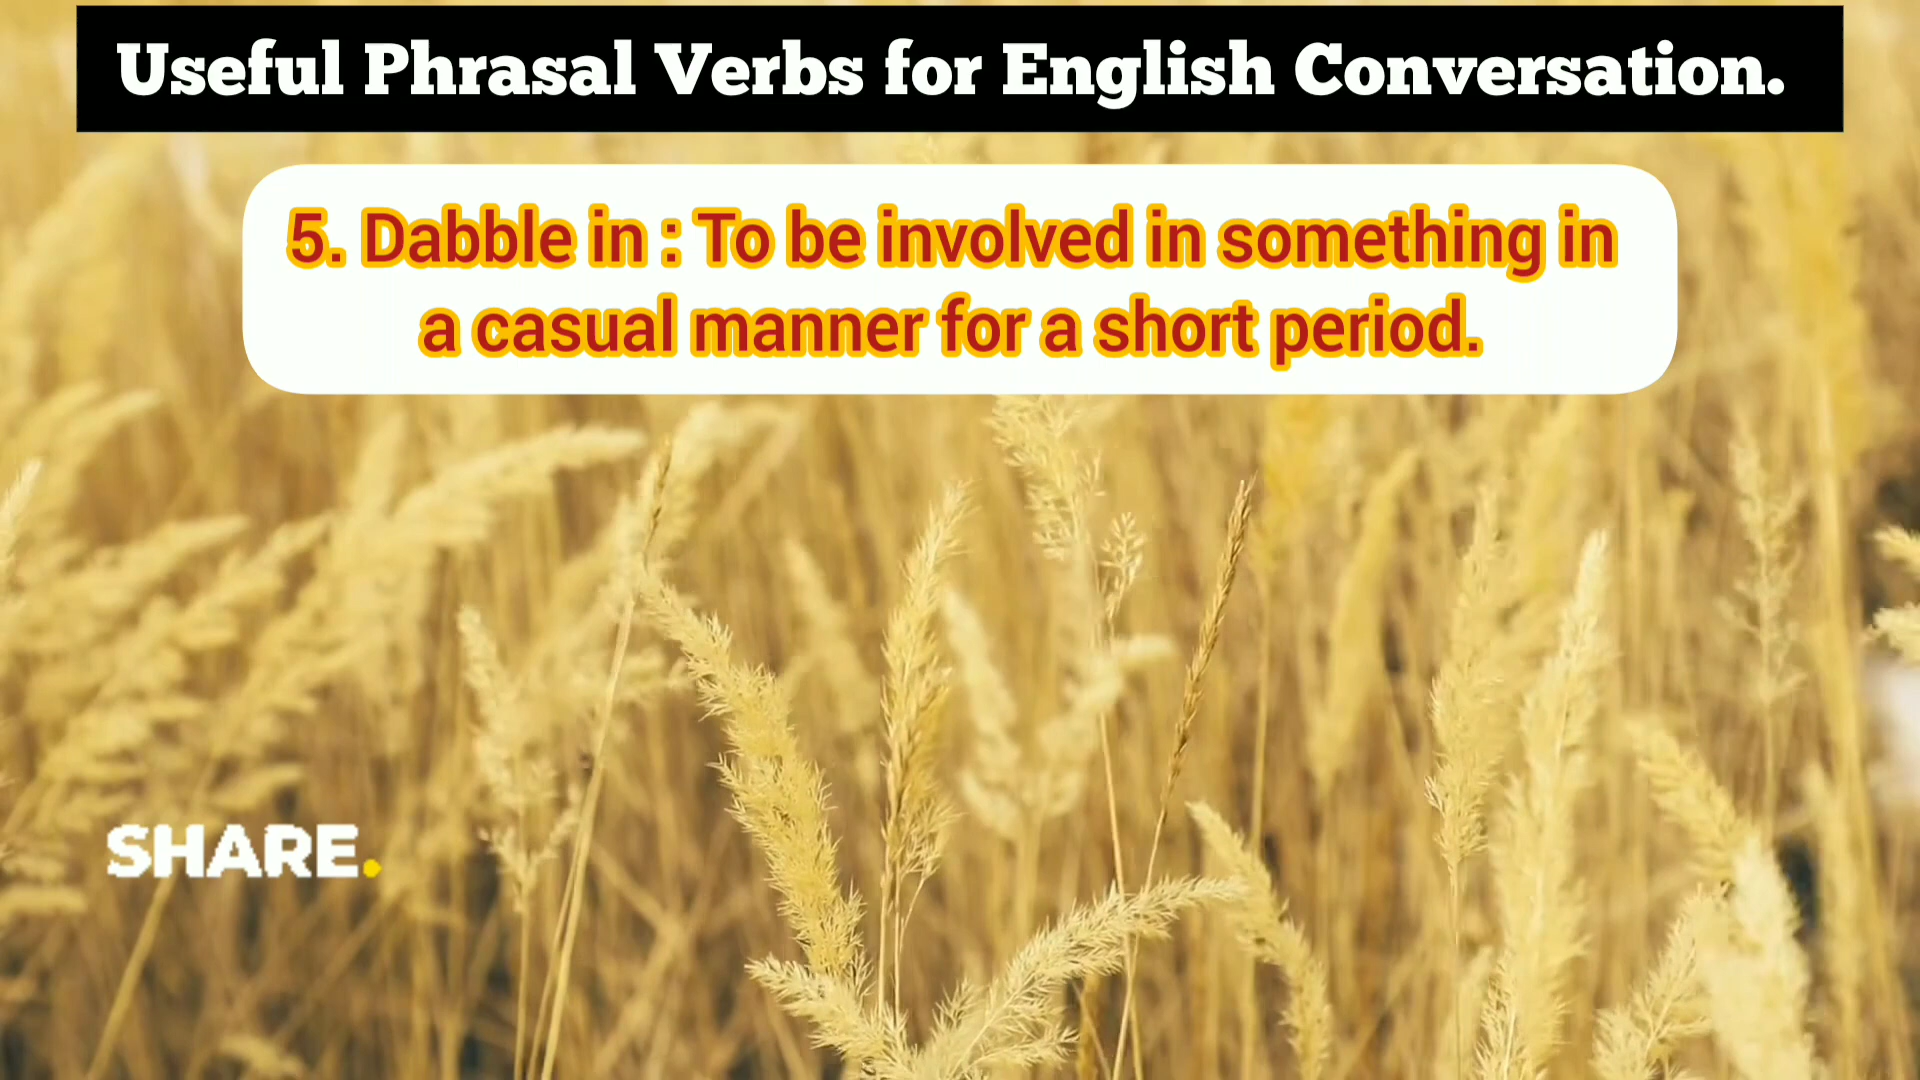 Useful Phrasal Verbs for English Conversation.
5. Dabble in : To be involved in something in
a casual manner for a short period.
SHARE.